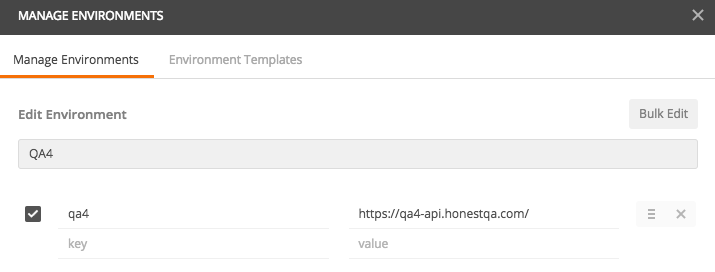 MANAGE ENVIRONMENTS
Manage Environments Environment Templates
Edit Environment Bulk Edit
QA4
qa4 https://qa4-api.honestqa.com/
key value